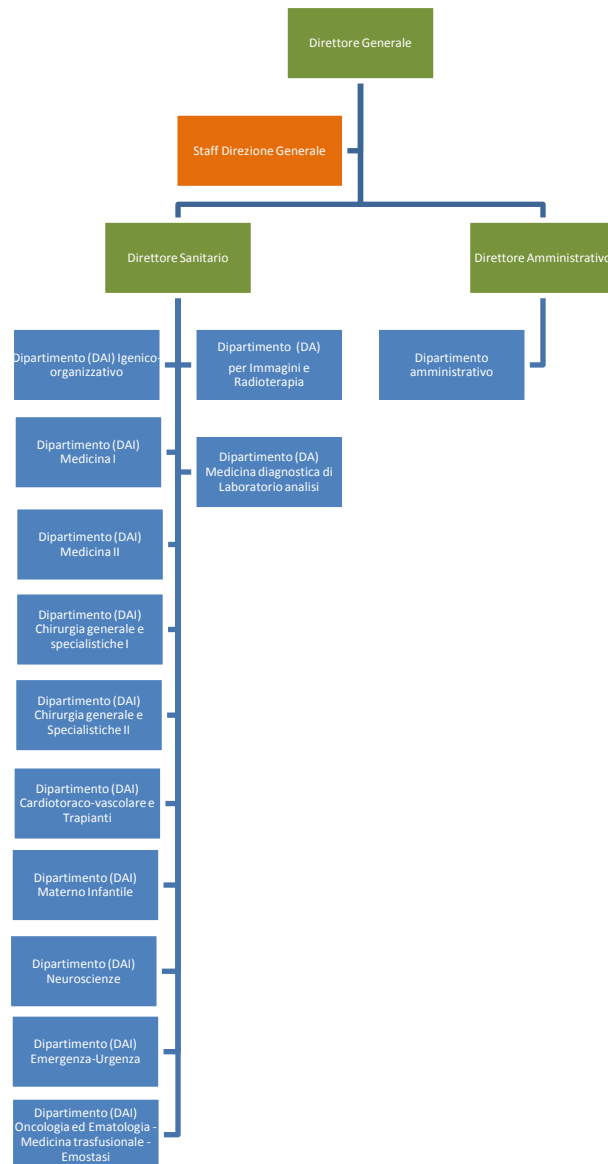 Direttore Generale
Staff Direzione Generale
Direttore Sanitario
Direttore Amministrativo
Dipartimento (DAI) Igenico-
organizzativo
Dipartimento (DA)
per Immagini e
Radioterapia
Dipartimento
amministrativo
Dipartimento (DAI)
Medicina I
Dipartimento (DA)
Medicina diagnostica di
Laboratorio analisi
Dipartimento (DAI)
Medicina II
Dipartimento (DAI)
Chirurgia generale e
specialistiche I
Dipartimento (DAI)
Chirurgia generale e
Specialistiche II
Dipartimento (DAI)
Cardiotoraco-vascolare e
Trapianti
Dipartimento (DAI)
Materno Infantile
Dipartimento (DAI)
Neuroscienze
Dipartimento (DAI)
Emergenza-Urgenza
Dipartimento (DAI)
Oncologia ed Ematologia -
Medicina trasfusionale -
Emostasi